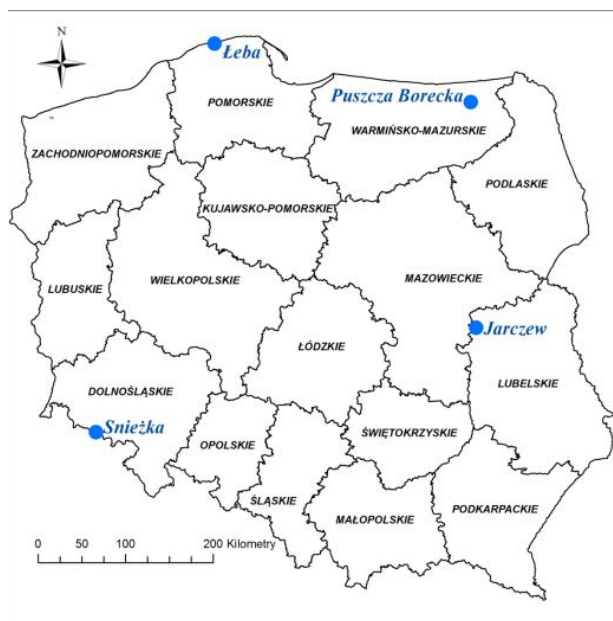 N
Łeba
POMORSKIE
Puszcza Borecka
WARMIŃSKO-MAZURSKIE
ZACHODNIOPOMORSKIE
PODLASKIE
KUJAWSKO-POMORSKIE
WIELKOPOLSKIE
MAZOWIECKIE
LUBUSKIE
Jarczew
ŁÓDZKIE
DOLNOŚLĄSKIE
LUBELSKIE
Snieżka
ŚWIĘTOKRZYSKIE
OPOLSKIE
ŚLĄSKIE
PODKARPACKIE
MAŁOPOLSKIE
0 50 100 200 Kilometry